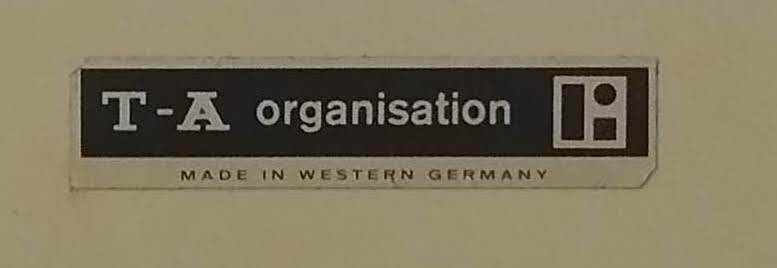 T-A organisation
MADE IN WESTERN GERMANY